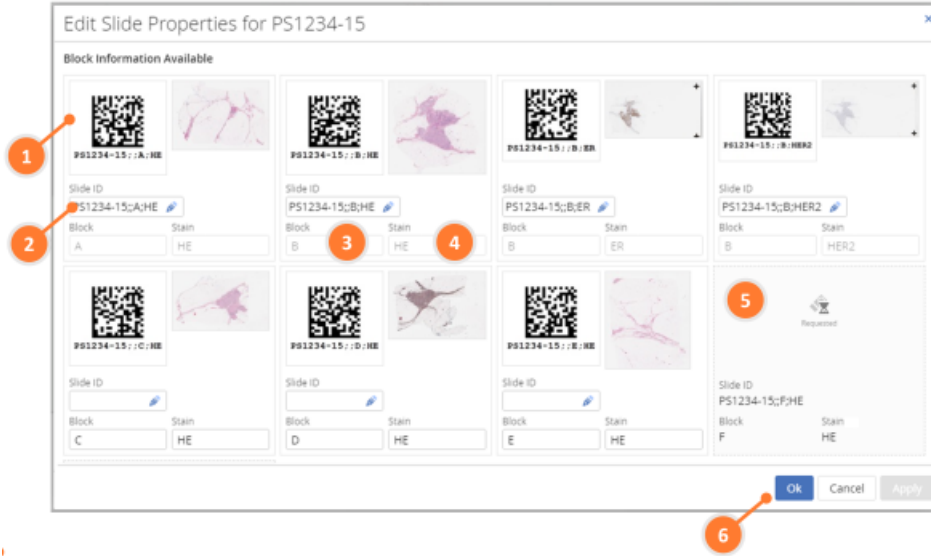 Edit Slide Properties for PS1234-15
×
Block Information Available
PS1234-15;;A;HE
PS1234-15;;B;HE
PS1234-15;;B;ER
PS1234-15;;B;HER2
1
Slide ID
Slide ID
Slide ID
Slide ID
PS1234-15;;A;HE
PS1234-15;;B;HE
PS1234-15;;B;ER
PS1234-15;;B;HER2
2
Block Stain
Block Stain
Block Stain
Block Stain
A HE
B 3 HE 4
B ER
B HER2
PS1234-15;;C;HE
PS1234-15;;D;HE
PS1234-15;;E;HE
5
Requested
Slide ID
Slide ID
Slide ID
Slide ID
PS1234-15;;F;HE
Block Stain
Block Stain
Block Stain
Block Stain
C HE
D HE
E HE
F HE
Ok Cancel Apply
6